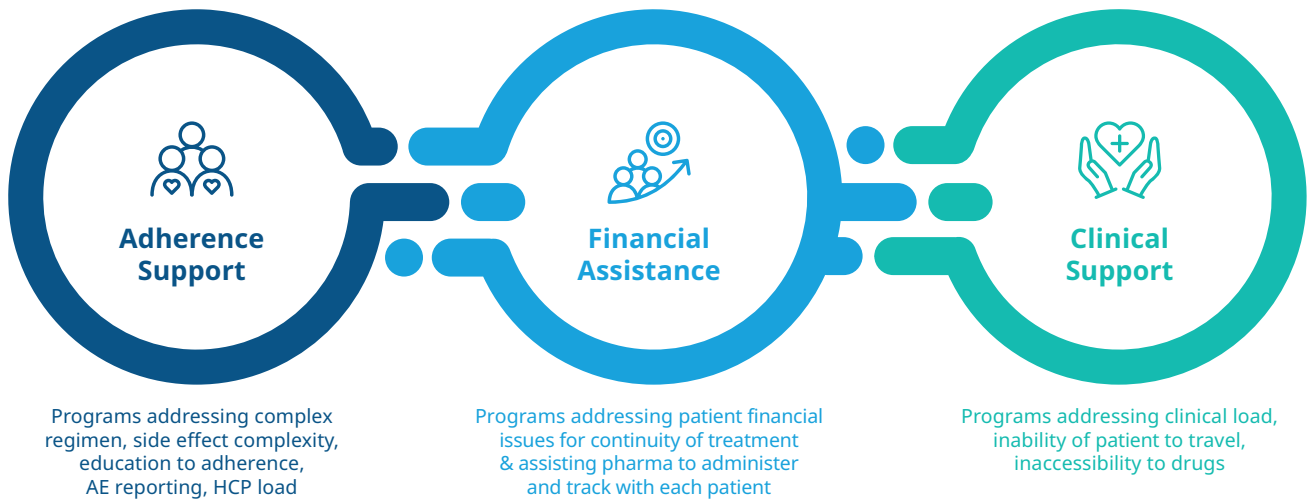 Adherence
Support
Financial
Assistance
Clinical
Support
Programs addressing complex
regimen, side effect complexity,
education to adherence,
AE reporting, HCP load
Programs addressing patient financial
issues for continuity of treatment
& assisting pharma to administer
and track with each patient
Programs addressing clinical load,
inability of patient to travel,
inaccessibility to drugs